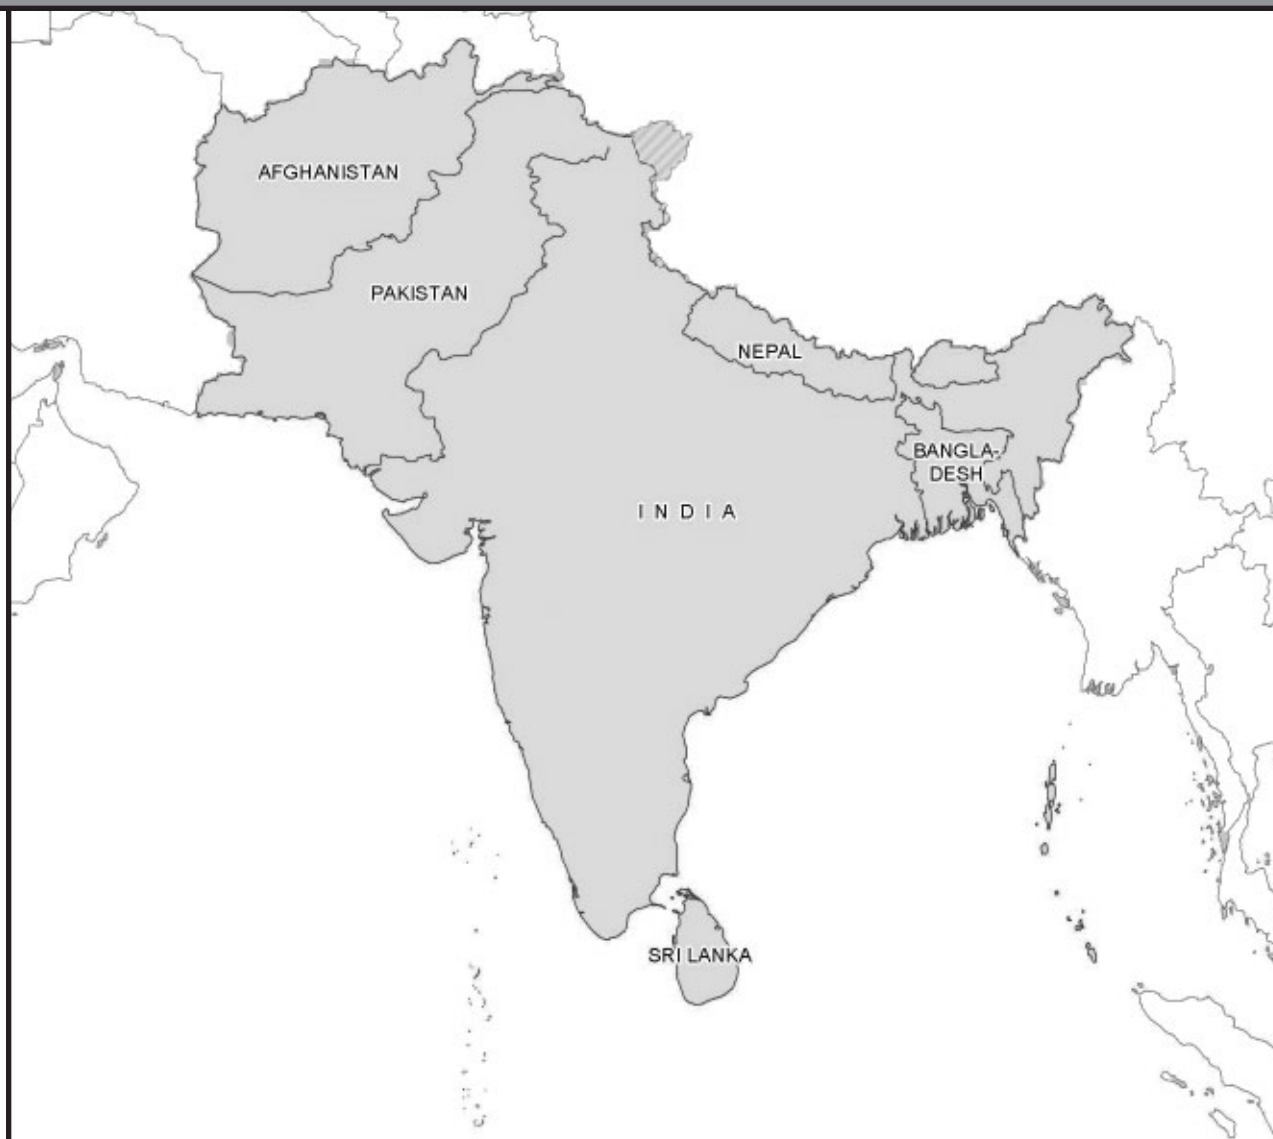 AFGHANISTAN
PAKISTAN
NEPAL
BANGLA-
DESH
I N D I A
SRI LANKA